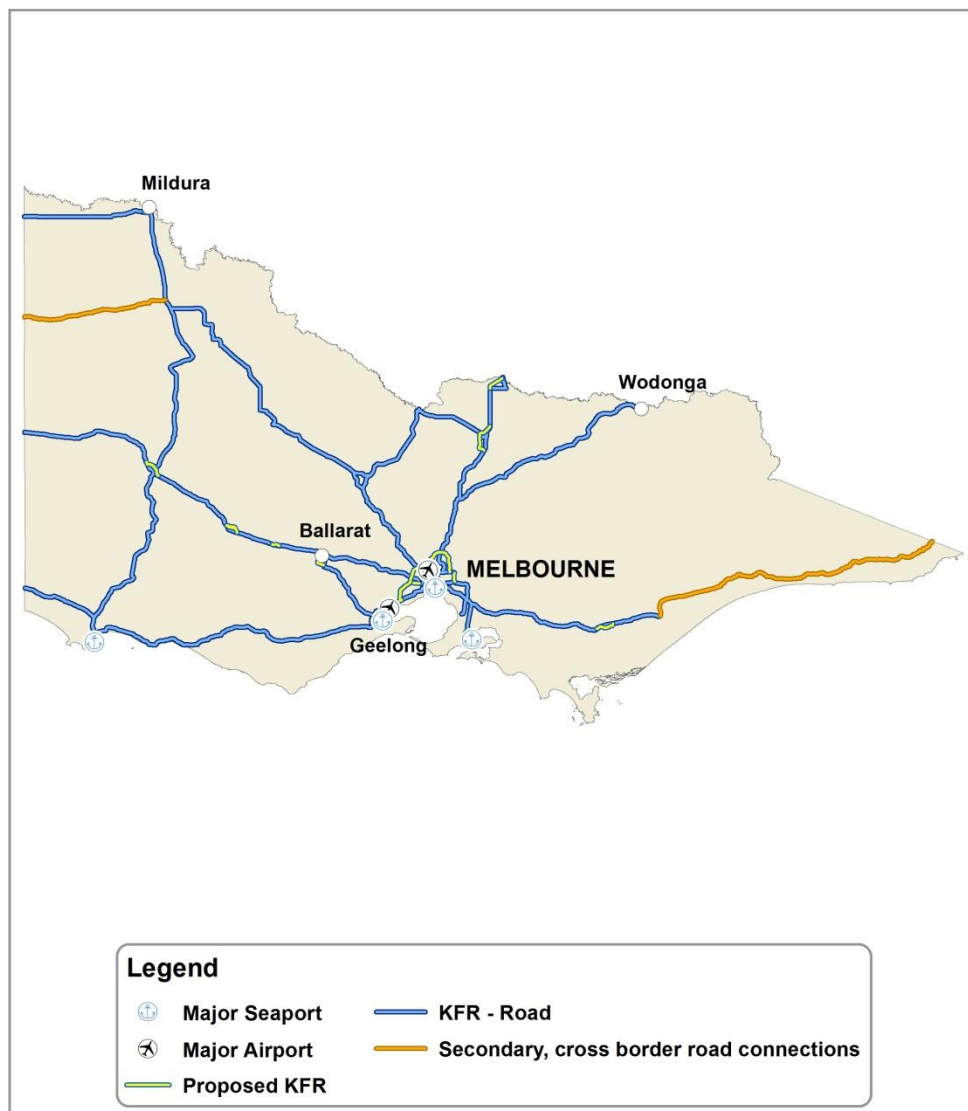 Mildura
Wodonga
Ballarat
MELBOURNE
Geelong
Legend
Major Seaport
KFR - Road
Major Airport
Secondary, cross border road connections
Proposed KFR